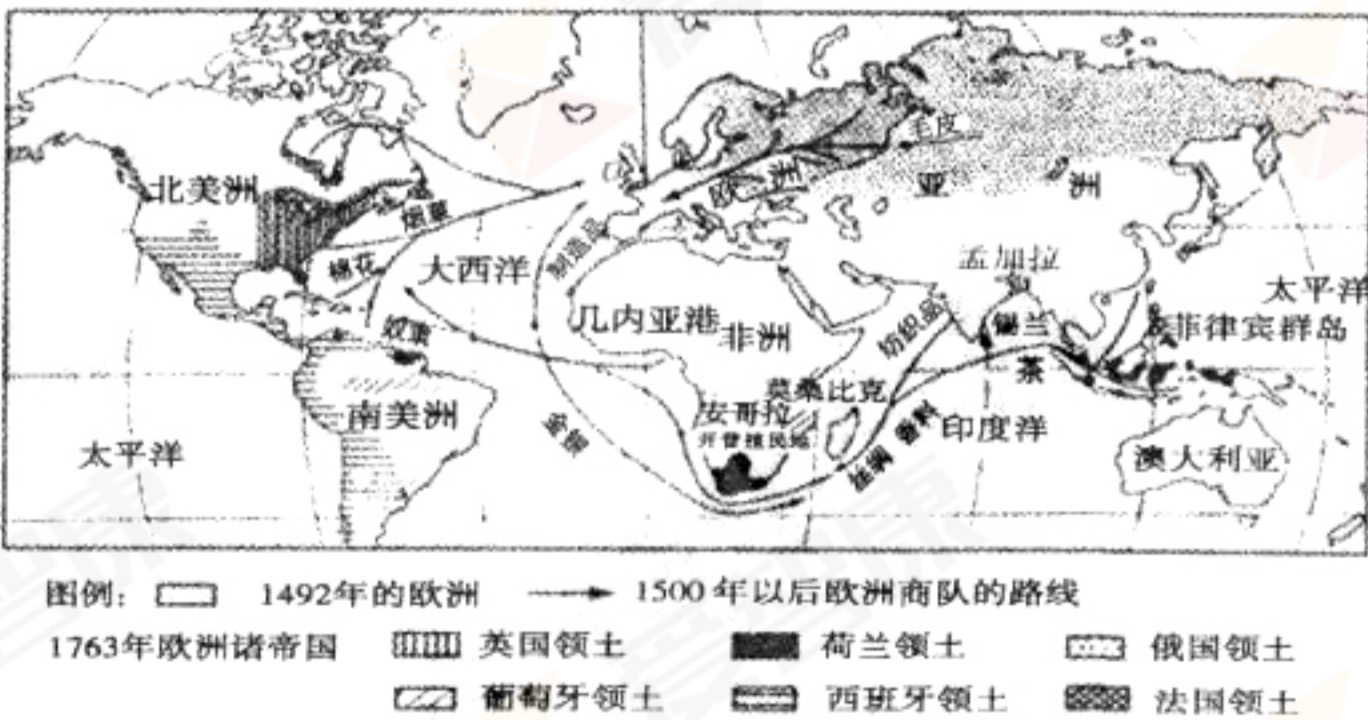 毛皮
欧 洲
亚 洲
北美洲
烟草
制造品
孟加拉
棉花
大西洋
太平洋
几内亚港
非洲
纺织品
锡兰
菲律宾群岛
奴隶
茶
莫桑比克
南美洲
安哥拉
开普殖民地
金银
丝绸 香料
印度洋
太平洋
澳大利亚
图例： 1492年的欧洲 1500年以后欧洲商队的路线
1763年欧洲诸帝国 英国领土 荷兰领土 俄国领土
葡萄牙领土 西班牙领土 法国领土